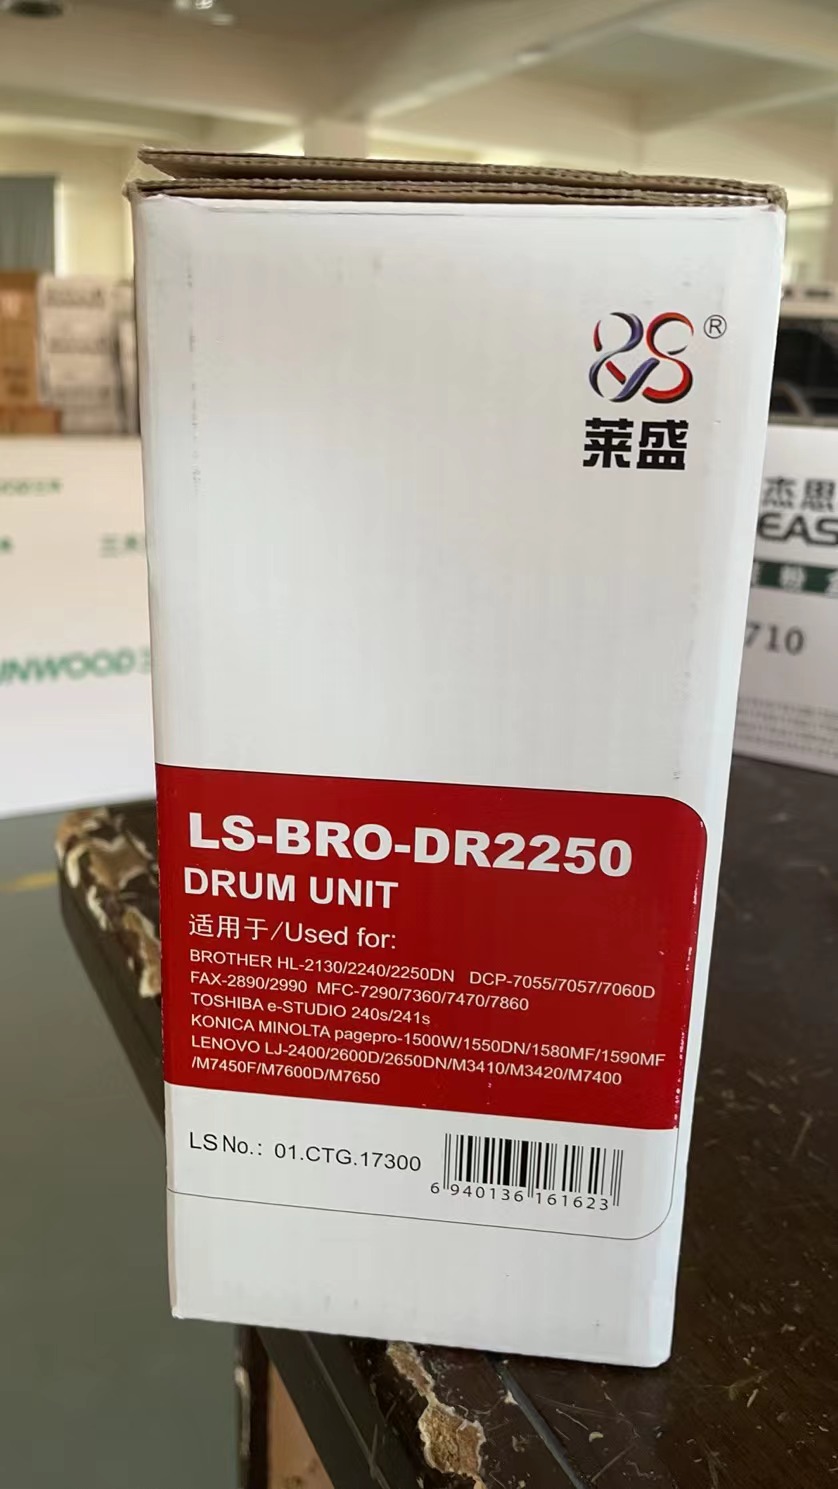 ®
莱盛
杰思
EAS
710
三木
UNWOOD
LS-BRO-DR2250
DRUM UNIT
适用于/Used for:
BROTHER HL-2130/2240/2250DN DCP-7055/7057/7060D
FAX-2890/2990 MFC-7290/7360/7470/7860
TOSHIBA e-STUDIO 240s/241s
KONICA MINOLTA pagepro-1500W/1550DN/1580MF/1590MF
LENOVO LJ-2400/2600D/2650DN/M3410/M3420/M7400
/M7450F/M7600D/M7650
LS No.: 01.CTG.17300
6 940136 161623